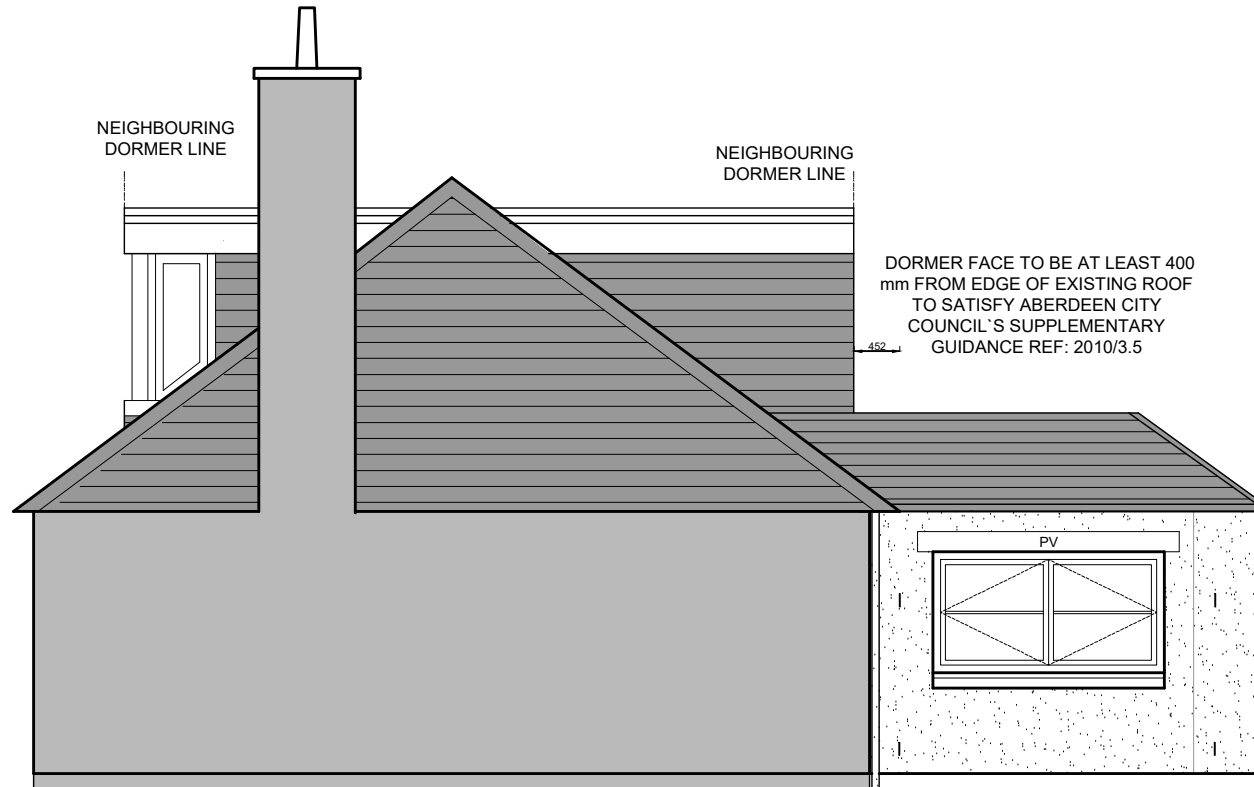 NEIGHBOURING
DORMER LINE
NEIGHBOURING
DORMER LINE
DORMER FACE TO BE AT LEAST 400
mm FROM EDGE OF EXISTING ROOF
TO SATISFY ABERDEEN CITY
COUNCIL`S SUPPLEMENTARY
GUIDANCE REF: 2010/3.5
452
PV